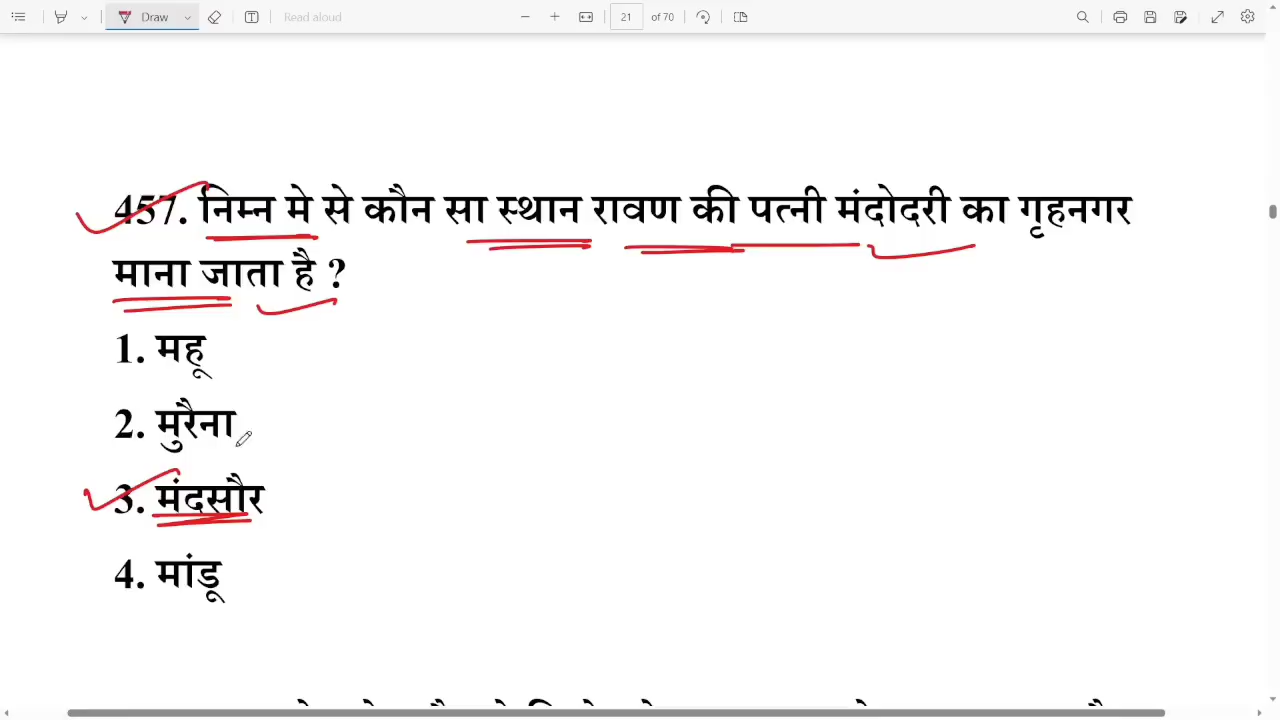 Draw
Read aloud
21 of 70
457. निम्न मे से कौन सा स्थान रावण की पत्नी मंदोदरी का गृहनगर
माना जाता है ?
1. महू
2. मुरैना
3. मंदसौर
4. मांडू